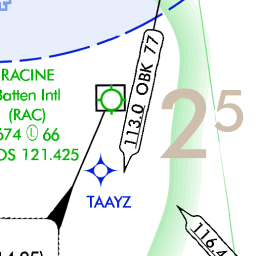 RACINE
Batten Intl
(RAC)
674 Ⓛ 66
OS 121.425
113.0 OBK 77
25
TAAYZ
116.4